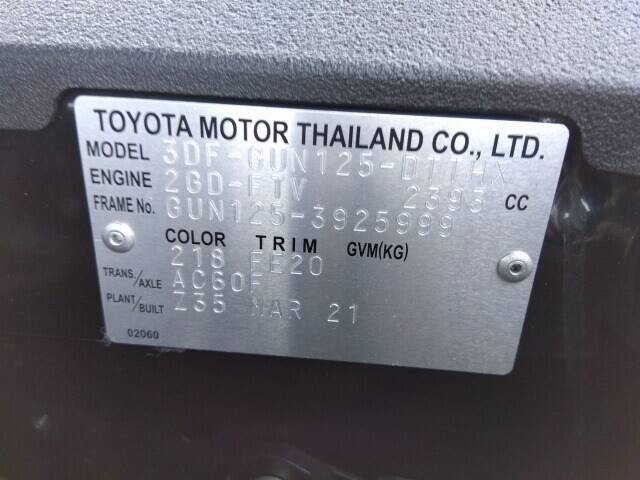 TOYOTA MOTOR THAILAND CO., LTD.
MODEL 3DF-GUN125-DTTHX
ENGINE 2GD-FTV 2393 CC
FRAME No. GUN125-3925999
COLOR TRIM GVM(KG)
218 FE20
TRANS./AXLE AC60F
PLANT/BUILT Z35 MAR 21
02060